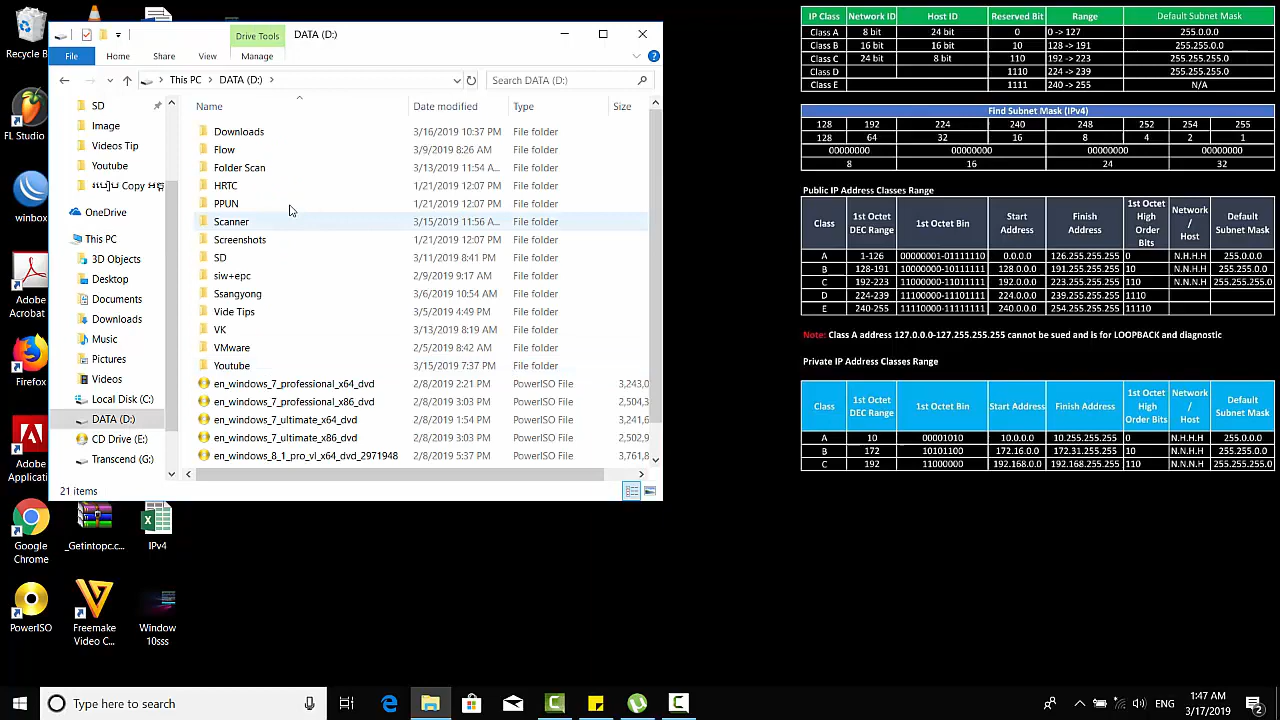 Recycle B
FL Studio
winbox
Adobe
Acrobat
Firefox
Adobe
Applicati...
Google
Chrome
_Getintopc.c...
IPv4
PowerISO
Freemake
Video C...
Window
10sss
Drive Tools
DATA (D:)
File
Home
Share
View
Manage
This PC > DATA (D:) >
Search DATA (D:)
SD
Image
Videos Tip
Youtube
OneDrive
This PC
3D Objects
Desktop
Documents
Downloads
Music
Pictures
Videos
Local Disk (C:)
DATA (D:)
CD Drive (E:)
Transcend (G:)
Name Date modified Type Size
Downloads 3/16/2019 10:37 PM File folder
Flow 3/9/2019 8:26 AM File folder
Folder Scan 3/13/2019 11:54 A... File folder
HRTC 1/21/2019 12:07 PM File folder
PPUN 1/21/2019 12:07 PM File folder
Scanner 3/15/2019 11:56 A... File folder
Screenshots 1/21/2019 12:07 PM File folder
SD 3/11/2019 8:41 PM File folder
siw+epc 2/9/2019 9:17 AM File folder
Ssangyong 3/6/2019 10:54 AM File folder
Vide Tips 3/5/2019 4:49 PM File folder
VK 3/13/2019 8:19 AM File folder
VMware 2/5/2019 8:42 AM File folder
Youtube 3/15/2019 7:37 PM File folder
en_windows_7_professional_x64_dvd 2/8/2019 2:21 PM PowerISO File 3,243,0
en_windows_7_professional_x86_dvd 2/8/2019 3:03 PM PowerISO File 2,504,3
en_windows_7_ultimate_x64_dvd 2/8/2019 1:54 PM PowerISO File 3,241,6
en_windows_7_ultimate_x86_dvd 2/8/2019 3:03 PM PowerISO File 2,502,9
en_windows_8_1_pro_vl_x64_dvd_2971948 2/8/2019 5:37 PM PowerISO File 3,761,8
21 items
IP Class Network ID Host ID Reserved Bit Range Default Subnet Mask
Class A 8 bit 24 bit 0 0 -> 127 255.0.0.0
Class B 16 bit 16 bit 10 128 -> 191 255.255.0.0
Class C 24 bit 8 bit 110 192 -> 223 255.255.255.0
Class D 1110 224 -> 239 255.255.255.0
Class E 1111 240 -> 255 N/A
Find Subnet Mask (IPv4)
128 192 224 240 248 252 254 255
128 64 32 16 8 4 2 1
00000000 00000000 00000000 00000000
8 16 24 32
Public IP Address Classes Range
Class 1st Octet DEC Range 1st Octet Bin Start Address Finish Address 1st Octet High Order Bits Network / Host Default Subnet Mask
A 1-126 00000001-01111110 0.0.0.0 126.255.255.255 0 N.H.H.H 255.0.0.0
B 128-191 10000000-10111111 128.0.0.0 191.255.255.255 10 N.N.H.H 255.255.0.0
C 192-223 11000000-11011111 192.0.0.0 223.255.255.255 110 N.N.N.H 255.255.255.0
D 224-239 11100000-11101111 224.0.0.0 239.255.255.255 1110
E 240-255 11110000-11111111 240.0.0.0 254.255.255.255 11110
Note: Class A address 127.0.0.0-127.255.255.255 cannot be sued and is for LOOPBACK and diagnostic
Private IP Address Classes Range
Class 1st Octet DEC Range 1st Octet Bin Start Address Finish Address 1st Octet High Order Bits Network / Host Default Subnet Mask
A 10 00001010 10.0.0.0 10.255.255.255 0 N.H.H.H 255.0.0.0
B 172 10101100 172.16.0.0 172.31.255.255 10 N.N.H.H 255.255.0.0
C 192 11000000 192.168.0.0 192.168.255.255 110 N.N.N.H 255.255.255.0
Type here to search
ENG
1:47 AM
3/17/2019
2